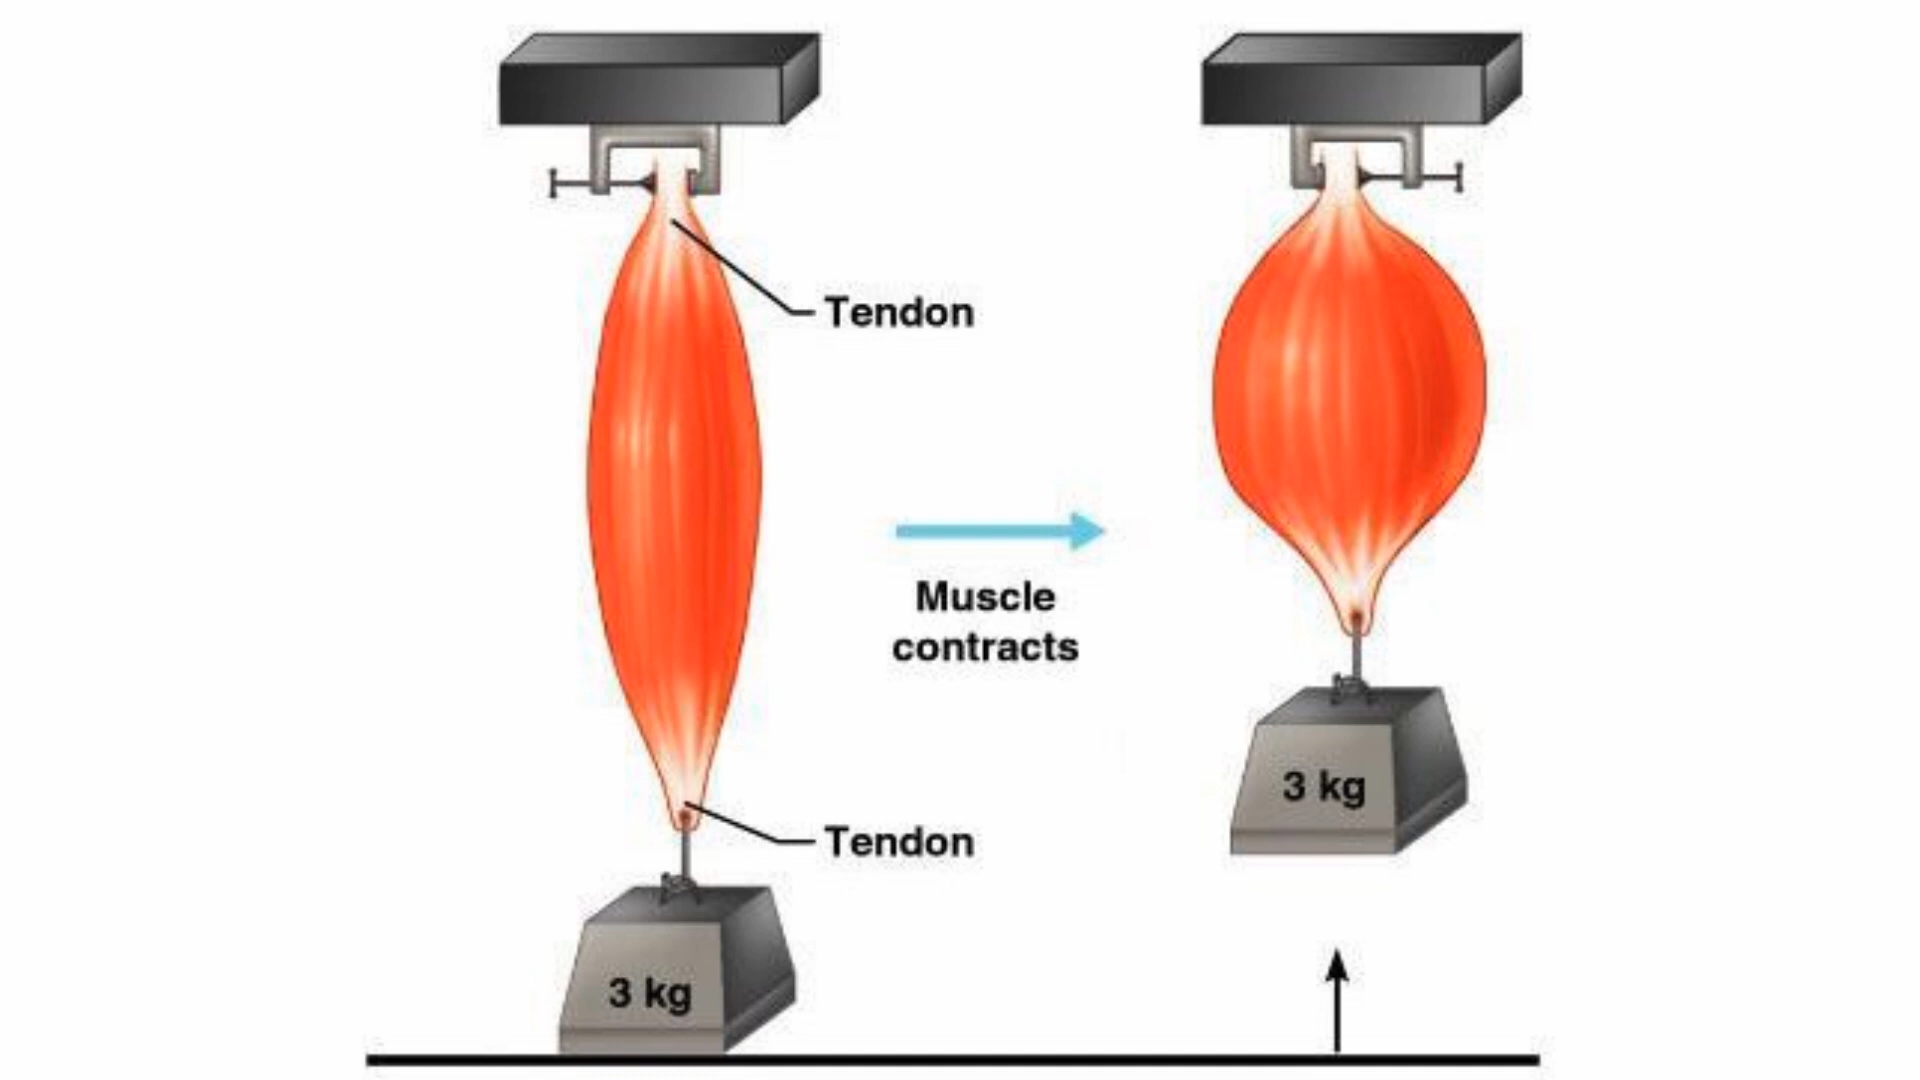 Tendon
Muscle
contracts
3 kg
Tendon
3 kg